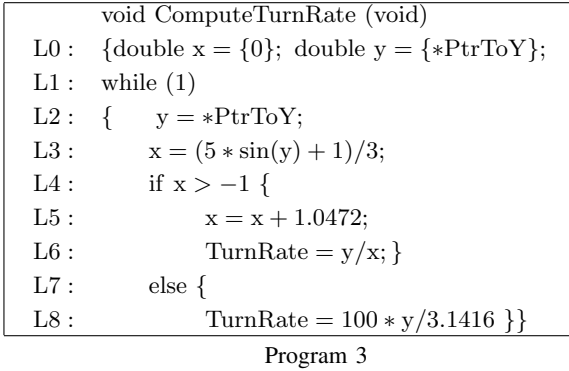 void ComputeTurnRate (void)
L0 : {double x = {0}; double y = {∗PtrToY};
L1 : while (1)
L2 : { y = ∗PtrToY;
L3 : x = (5 ∗ sin(y) + 1)/3;
L4 : if x > −1 {
L5 : x = x + 1.0472;
L6 : TurnRate = y/x; }
L7 : else {
L8 : TurnRate = 100 ∗ y/3.1416 }}
Program 3